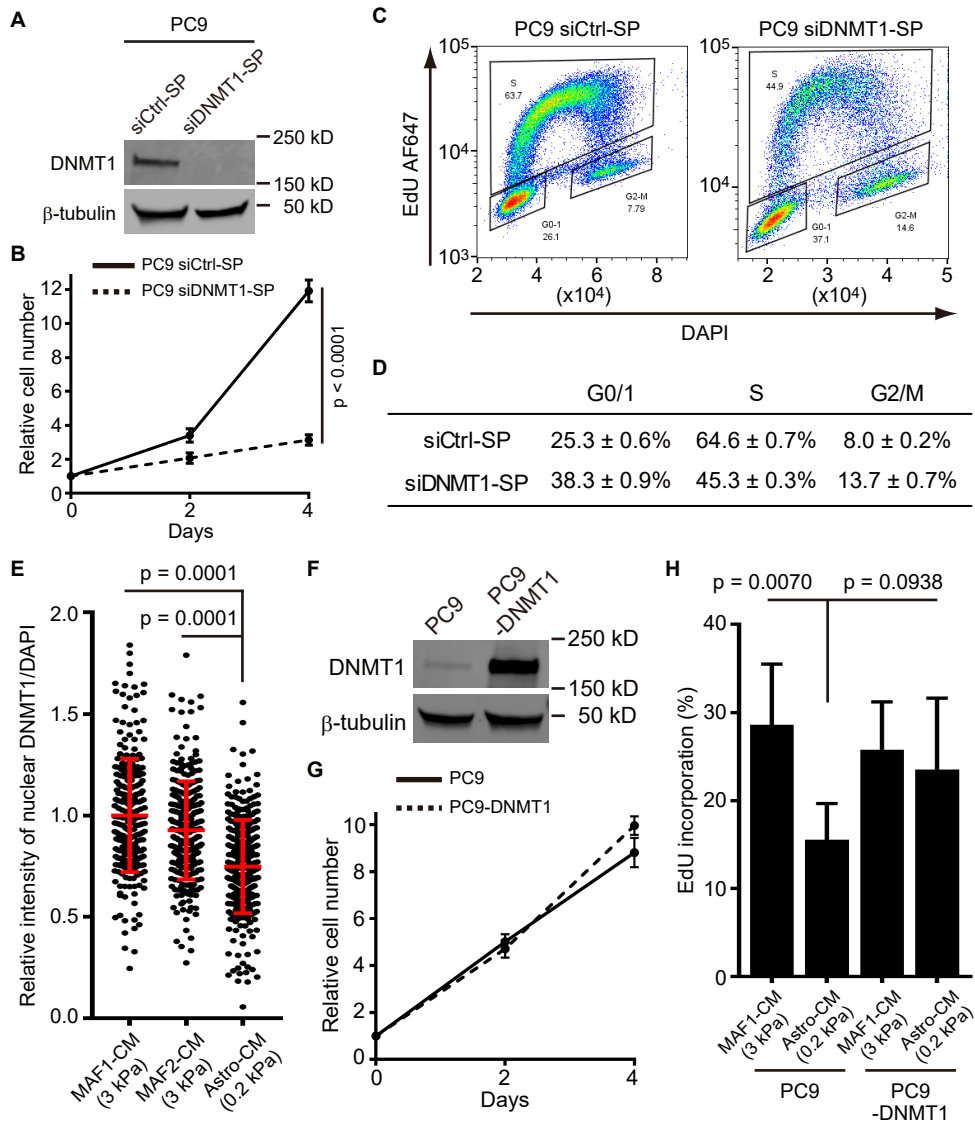 A
PC9
siCtrl-SP
siDNMT1-SP
DNMT1
250 kD
150 kD
β-tubulin
50 kD
B
PC9 siCtrl-SP
PC9 siDNMT1-SP
Relative cell number
12
10
8
6
4
2
0
0
2
4
Days
p < 0.0001
C
PC9 siCtrl-SP
PC9 siDNMT1-SP
EdU AF647
10⁵
10⁴
10³
S
63.7
G0-1
26.1
G2-M
7.79
2
4
6
8
(x10⁴)
10⁵
10⁴
S
44.9
G0-1
37.1
G2-M
14.6
2
3
4
5
(x10⁴)
DAPI
D
G0/1 S G2/M
siCtrl-SP 25.3 ± 0.6% 64.6 ± 0.7% 8.0 ± 0.2%
siDNMT1-SP 38.3 ± 0.9% 45.3 ± 0.3% 13.7 ± 0.7%
E
p = 0.0001
p = 0.0001
Relative intensity of nuclear DNMT1/DAPI
2.0
1.5
1.0
0.5
0.0
MAF1-CM
(3 kPa)
MAF2-CM
(3 kPa)
Astro-CM
(0.2 kPa)
F
PC9
PC9
-DNMT1
DNMT1
250 kD
150 kD
β-tubulin
50 kD
G
PC9
PC9-DNMT1
Relative cell number
10
8
6
4
2
0
0
2
4
Days
H
p = 0.0070
p = 0.0938
EdU incorporation (%)
40
30
20
10
0
MAF1-CM
(3 kPa)
Astro-CM
(0.2 kPa)
MAF1-CM
(3 kPa)
Astro-CM
(0.2 kPa)
PC9
PC9
-DNMT1